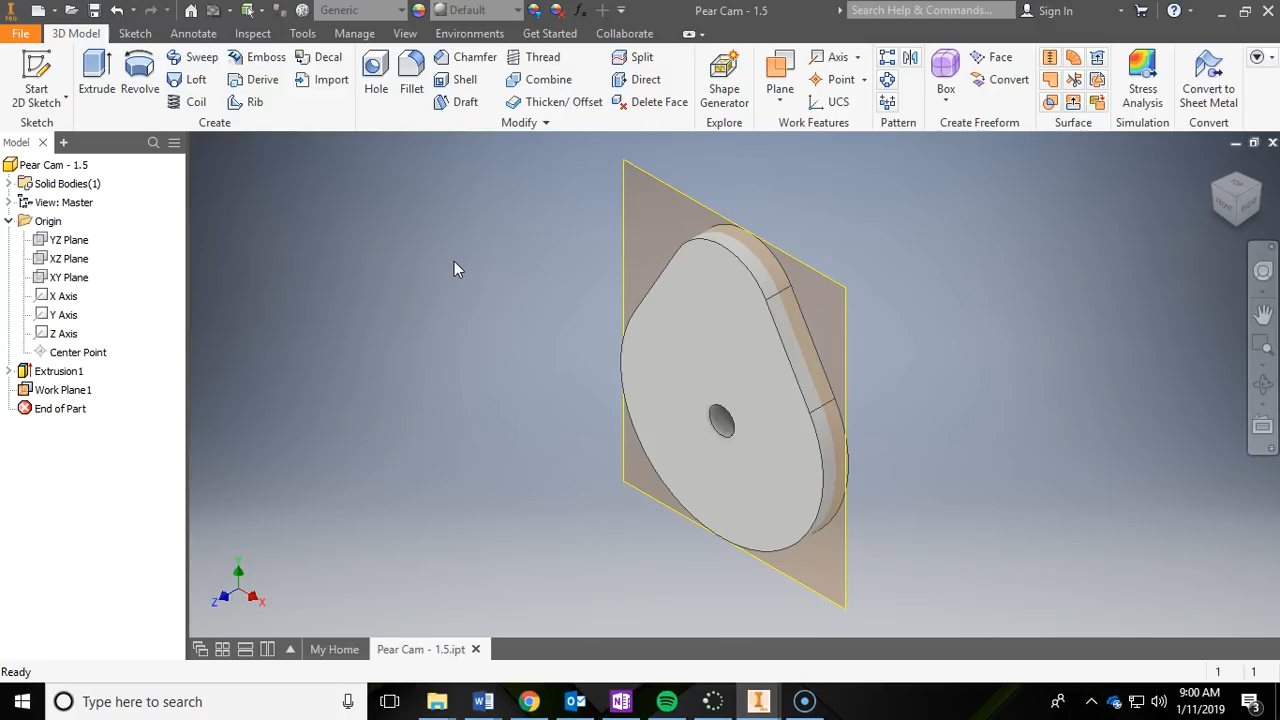 PRO
Generic
Default
Pear Cam - 1.5
Search Help & Commands...
Sign In
File
3D Model
Sketch
Annotate
Inspect
Tools
Manage
View
Environments
Get Started
Collaborate
Start
2D Sketch
Sketch
Extrude
Revolve
Sweep
Loft
Coil
Emboss
Derive
Rib
Decal
Import
Create
Hole
Fillet
Chamfer
Shell
Draft
Thread
Combine
Thicken/ Offset
Split
Direct
Delete Face
Modify
Shape
Generator
Explore
Plane
Axis
Point
UCS
Work Features
Pattern
Box
Face
Convert
Create Freeform
Surface
Stress
Analysis
Simulation
Convert to
Sheet Metal
Convert
Model
Pear Cam - 1.5
Solid Bodies(1)
View: Master
Origin
YZ Plane
XZ Plane
XY Plane
X Axis
Y Axis
Z Axis
Center Point
Extrusion1
Work Plane1
End of Part
TOP
FRONT
RIGHT
Y
Z
X
My Home
Pear Cam - 1.5.ipt
Ready
1
1
Type here to search
9:00 AM
1/11/2019
3